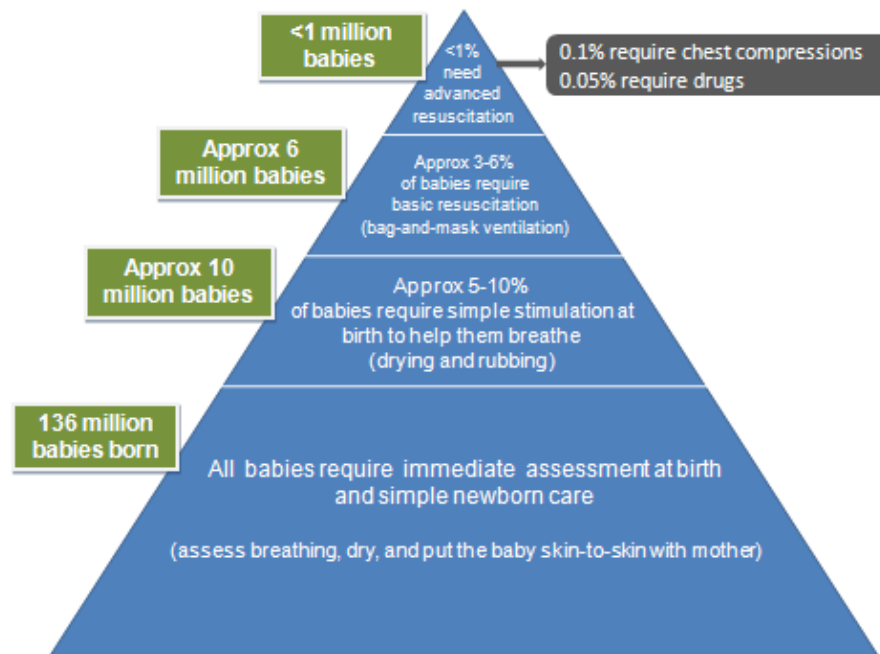 <1 million
babies
<1%
need
advanced
resuscitation
0.1% require chest compressions
0.05% require drugs
Approx 6
million babies
Approx 3-6%
of babies require
basic resuscitation
(bag-and-mask ventilation)
Approx 10
million babies
Approx 5-10%
of babies require simple stimulation at
birth to help them breathe
(drying and rubbing)
136 million
babies born
All babies require immediate assessment at birth
and simple newborn care
(assess breathing, dry, and put the baby skin-to-skin with mother)